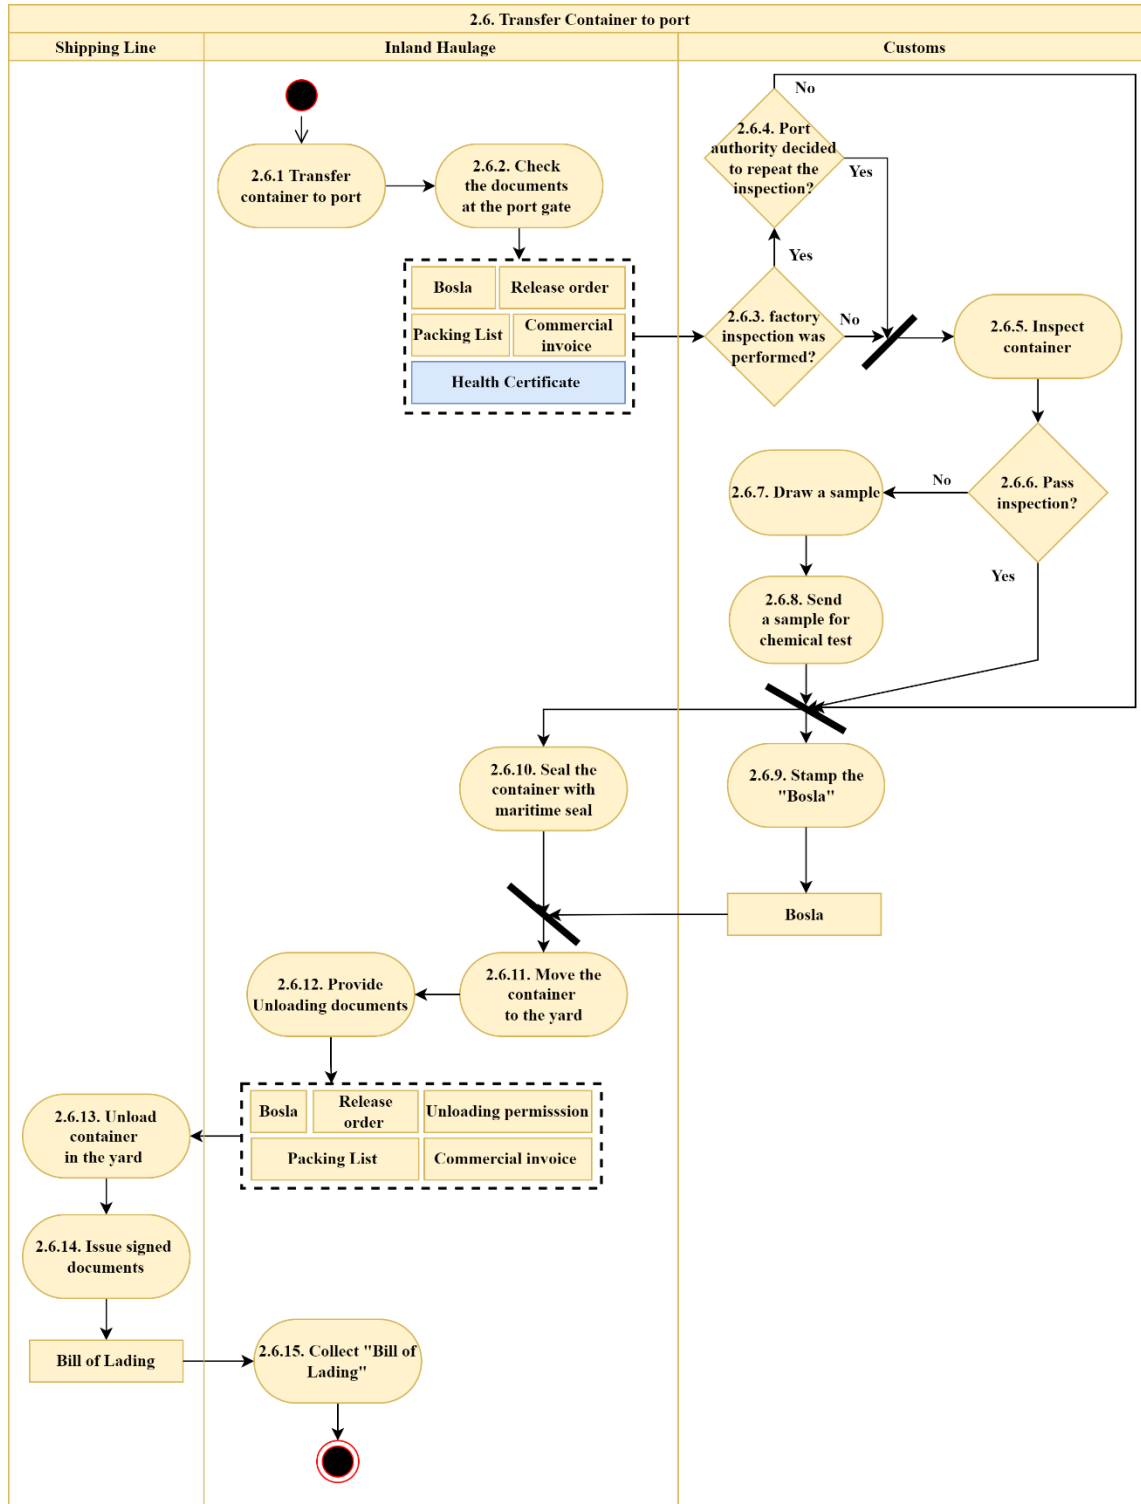 2.6. Transfer Container to port
Shipping Line
Inland Haulage
Customs
2.6.1 Transfer
container to port
2.6.2. Check
the documents
at the port gate
Bosla
Release order
Packing List
Commercial
invoice
Health Certificate
No
2.6.4. Port
authority decided
to repeat the
inspection?
Yes
Yes
2.6.3. factory
inspection was
performed?
No
2.6.5. Inspect
container
2.6.6. Pass
inspection?
No
Yes
2.6.7. Draw a sample
2.6.8. Send
a sample for
chemical test
2.6.10. Seal the
container with
maritime seal
2.6.9. Stamp the
"Bosla"
Bosla
2.6.11. Move the
container
to the yard
2.6.12. Provide
Unloading documents
Bosla
Release
order
Unloading permisssion
Packing List
Commercial invoice
2.6.13. Unload
container
in the yard
2.6.14. Issue signed
documents
Bill of Lading
2.6.15. Collect "Bill of
Lading"